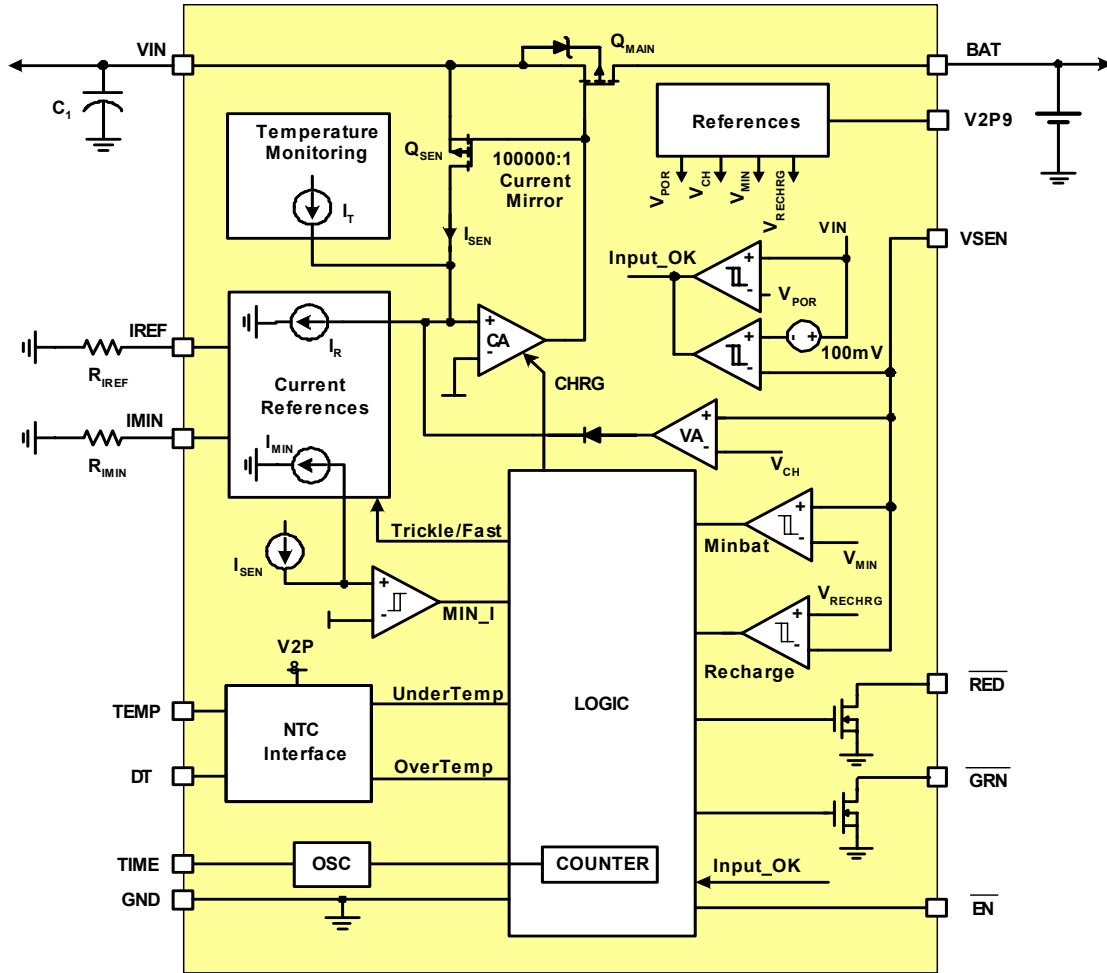 VIN
C1
QMAIN
BAT
Temperature
Monitoring
IT
QSEN
100000:1
Current
Mirror
ISEN
References
V2P9
VPOR
VCH
VMIN
VRECHRG
VIN
VSEN
Input_OK
+
-
VPOR
+
-
- +
100mV
IREF
RIREF
IR
Current
References
+
CA
-
CHRG
IMIN
RIMIN
IMIN
+
VA
-
VCH
Trickle/Fast
Minbat
+
-
VMIN
ISEN
+
-
MIN_I
VRECHRG
+
-
Recharge
V2P
8
TEMP
NTC
Interface
UnderTemp
LOGIC
RED
DT
OverTemp
GRN
TIME
OSC
COUNTER
Input_OK
GND
EN